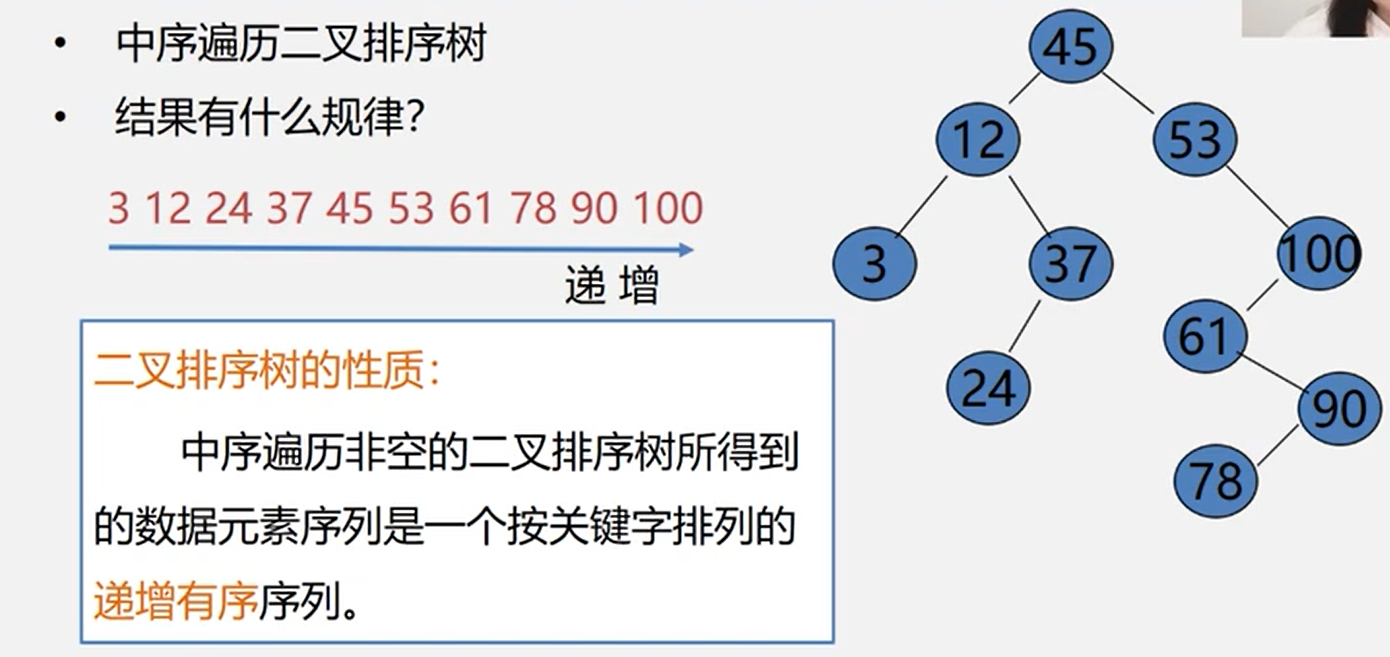 • 中序遍历二叉排序树
• 结果有什么规律?
3 12 24 37 45 53 61 78 90 100
递 增
二叉排序树的性质:
中序遍历非空的二叉排序树所得到
的数据元素序列是一个按关键字排列的
递增有序序列。
45
12
53
3
37
100
61
24
90
78